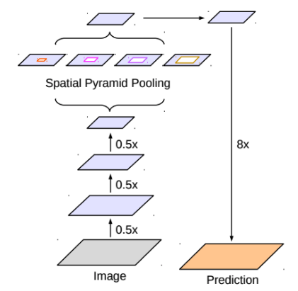 Spatial Pyramid Pooling
0.5x
8x
0.5x
0.5x
Image
Prediction